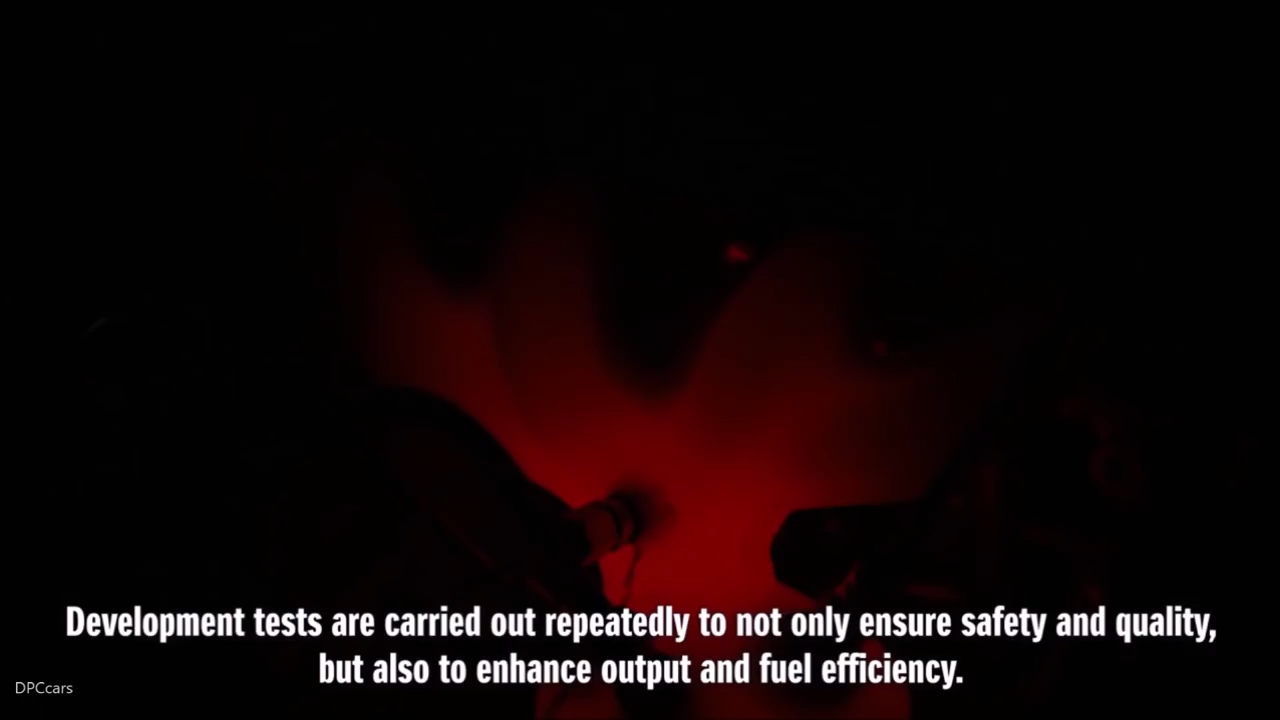 Development tests are carried out repeatedly to not only ensure safety and quality,
but also to enhance output and fuel efficiency.
DPCcars